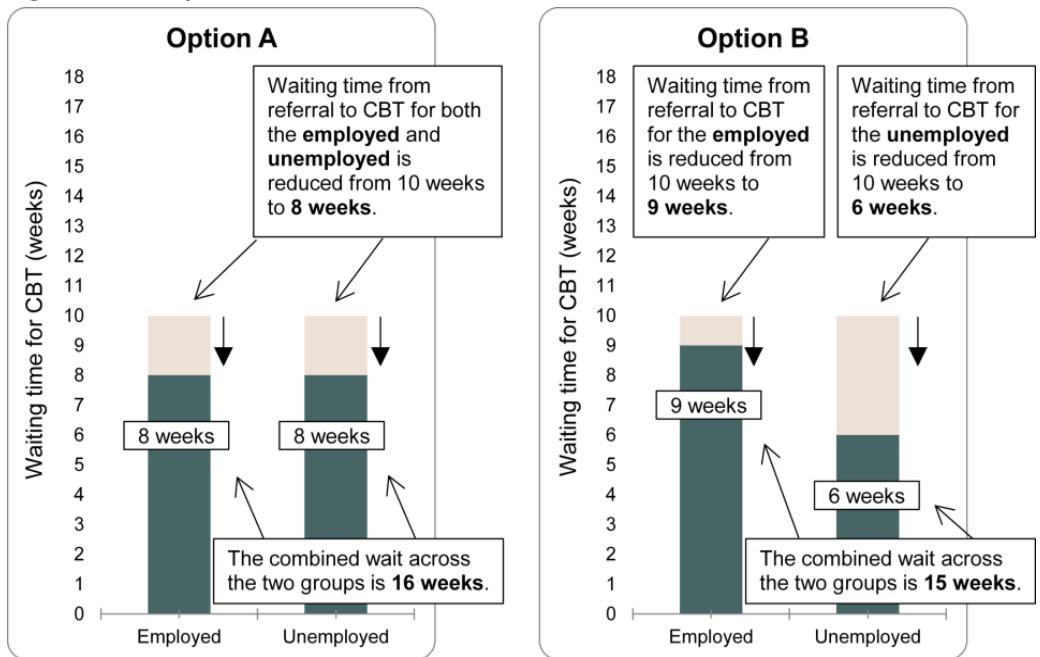 Option A
Waiting time from
referral to CBT for both
the employed and
unemployed is
reduced from 10 weeks
to 8 weeks.
Waiting time for CBT (weeks)
18
17
16
15
14
13
12
11
10
9
8
7
6
5
4
3
2
1
0
8 weeks
8 weeks
The combined wait across
the two groups is 16 weeks.
Employed
Unemployed
Option B
Waiting time from
referral to CBT
for the employed
is reduced from
10 weeks to
9 weeks.
Waiting time from
referral to CBT for
the unemployed
is reduced from
10 weeks to
6 weeks.
Waiting time for CBT (weeks)
18
17
16
15
14
13
12
11
10
9
8
7
6
5
4
3
2
1
0
9 weeks
6 weeks
The combined wait across
the two groups is 15 weeks.
Employed
Unemployed